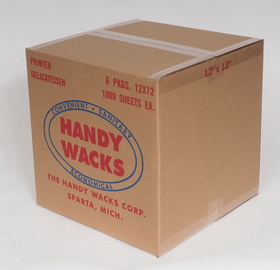 PRINTED
DELICATESSEN
6 PKGS. 12X12
1000 SHEETS EA.
CONVENIENT - SANITARY
HANDY
WACKS
ECONOMICAL
THE HANDY WACKS CORP.
SPARTA, MICH.
12" x 12"